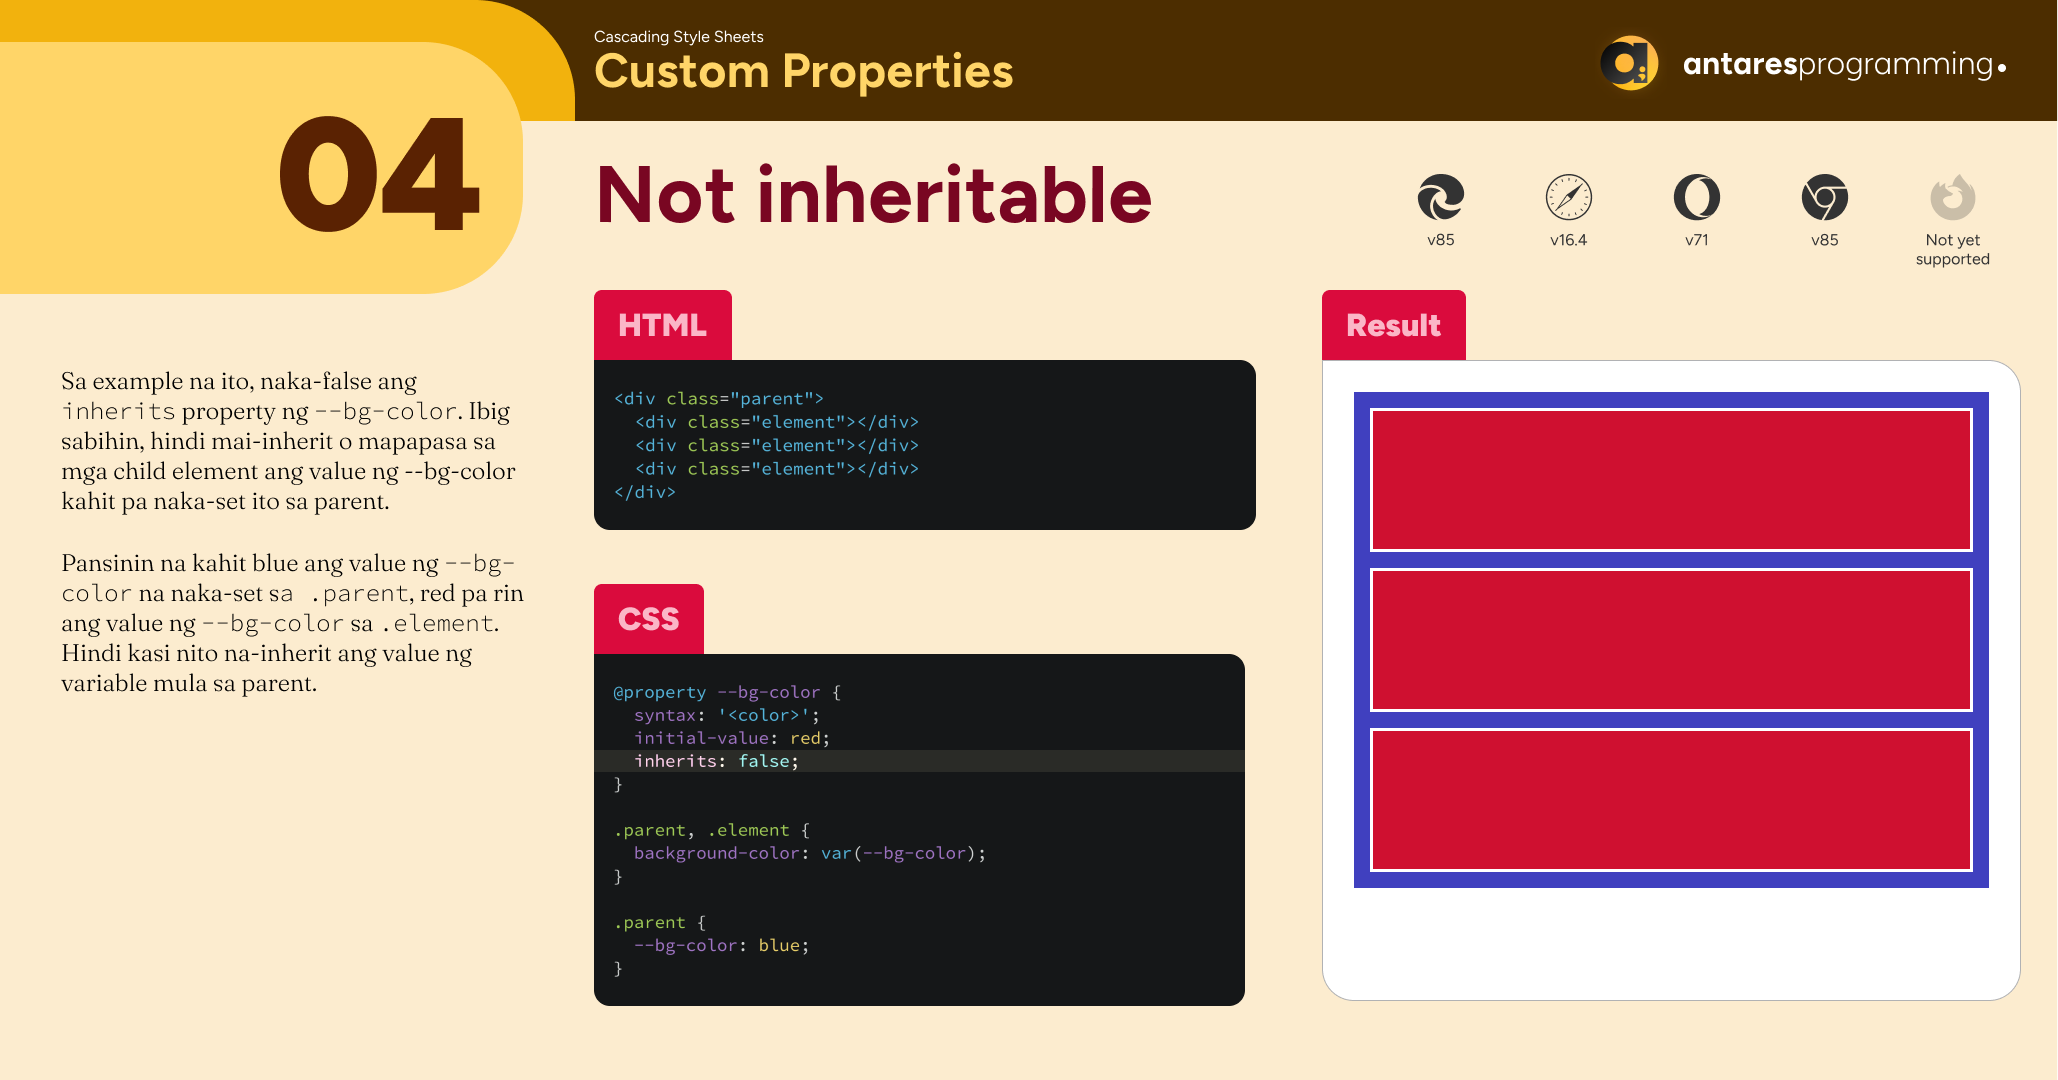 Cascading Style Sheets
Custom Properties
antaresprogramming.
04
Not inheritable
v85
v16.4
v71
v85
Not yet
supported
Sa example na ito, naka-false ang
inherits property ng --bg-color. Ibig
sabihin, hindi mai-inherit o mapapasa sa
mga child element ang value ng --bg-color
kahit pa naka-set ito sa parent.
Pansinin na kahit blue ang value ng --bg-
color na naka-set sa .parent, red pa rin
ang value ng --bg-color sa .element.
Hindi kasi nito na-inherit ang value ng
variable mula sa parent.
HTML
<div class="parent">
  <div class="element"></div>
  <div class="element"></div>
  <div class="element"></div>
</div>
CSS
@property --bg-color {
  syntax: '<color>';
  initial-value: red;
  inherits: false;
}
.parent, .element {
  background-color: var(--bg-color);
}
.parent {
  --bg-color: blue;
}
Result